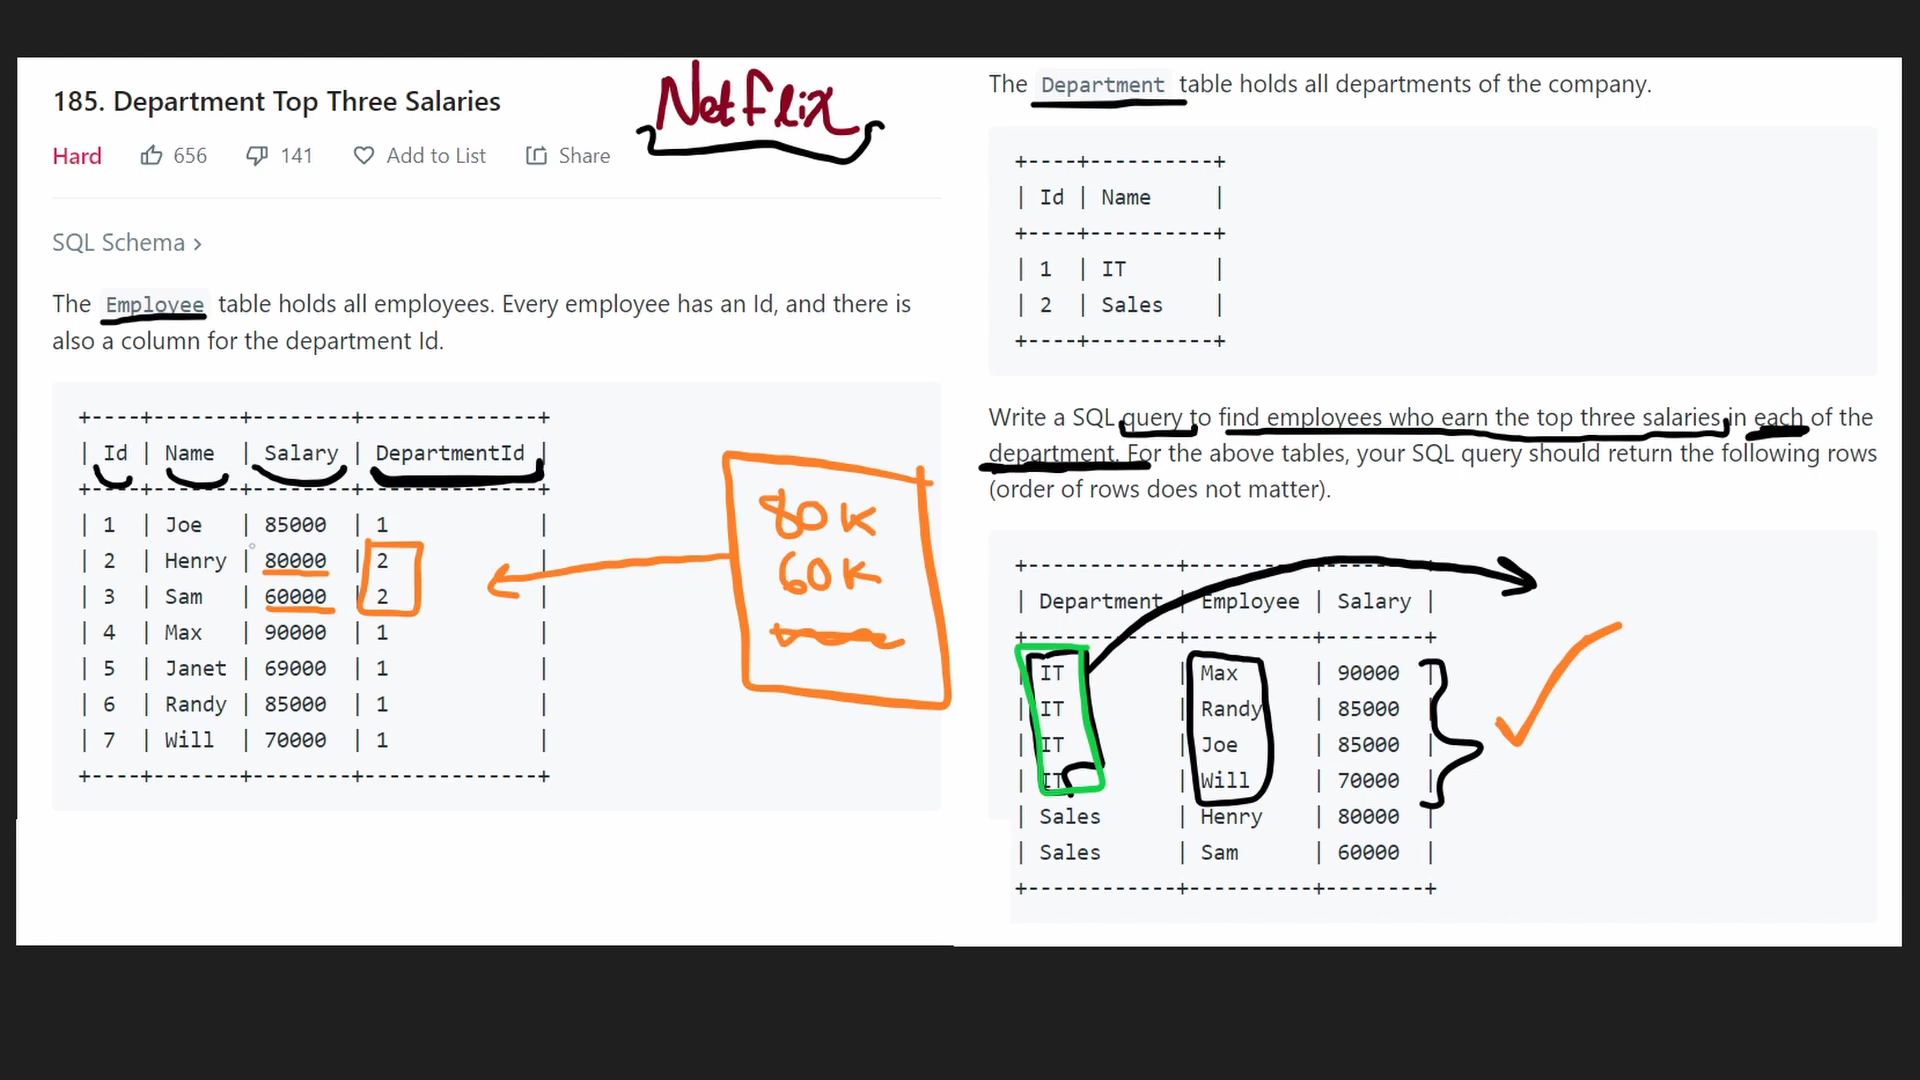 185. Department Top Three Salaries
Netflix
Hard 656 141 Add to List Share
SQL Schema >
The Employee table holds all employees. Every employee has an Id, and there is
also a column for the department Id.
+----+-------+--------+--------------+
| Id | Name | Salary | DepartmentId |
+----+-------+--------+--------------+
| 1 | Joe | 85000 | 1 |
| 2 | Henry | 80000 | 2 |
| 3 | Sam | 60000 | 2 |
| 4 | Max | 90000 | 1 |
| 5 | Janet | 69000 | 1 |
| 6 | Randy | 85000 | 1 |
| 7 | Will | 70000 | 1 |
+----+-------+--------+--------------+
80K
60K
The Department table holds all departments of the company.
+----+----------+
| Id | Name |
+----+----------+
| 1 | IT |
| 2 | Sales |
+----+----------+
Write a SQL query to find employees who earn the top three salaries in each of the
department. For the above tables, your SQL query should return the following rows
(order of rows does not matter).
+------------+----------+--------+
| Department | Employee | Salary |
+------------+----------+--------+
| IT | Max | 90000 |
| IT | Randy | 85000 |
| IT | Joe | 85000 |
| IT | Will | 70000 |
| Sales | Henry | 80000 |
| Sales | Sam | 60000 |
+------------+----------+--------+